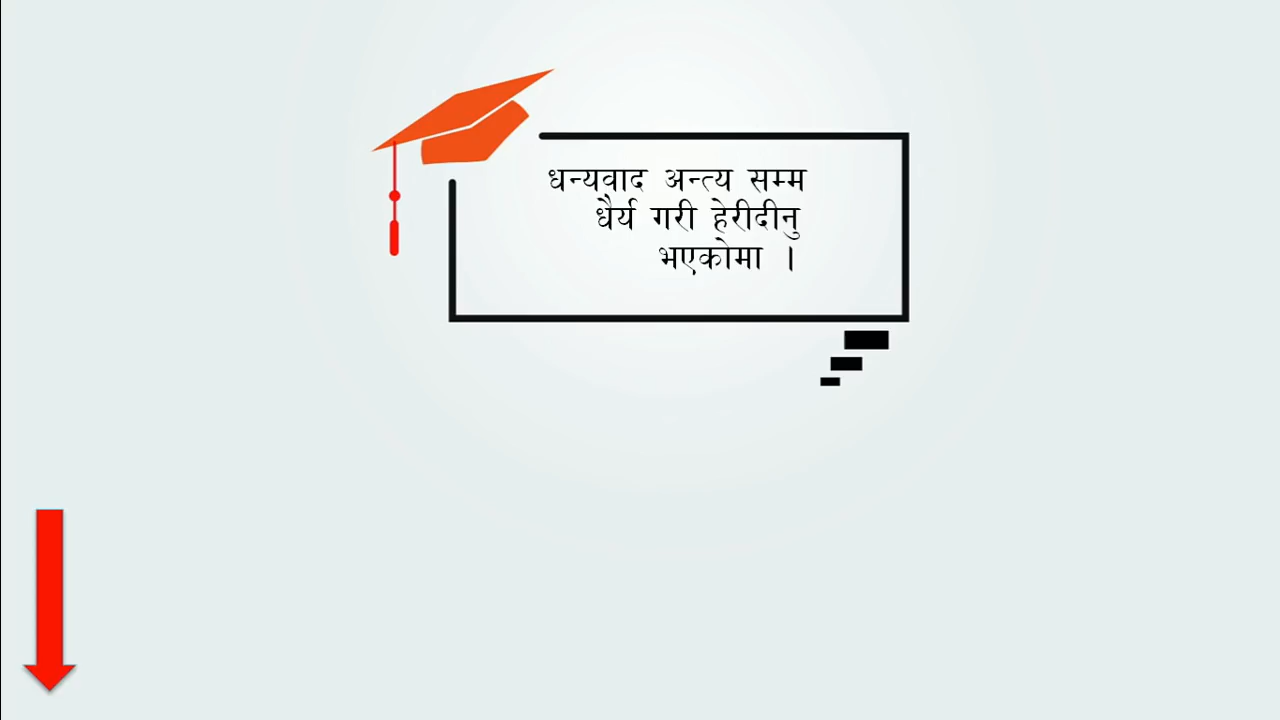 धन्यवाद अन्त्य सम्म
धैर्य गरी हेरीदीनु
भएकोमा ।